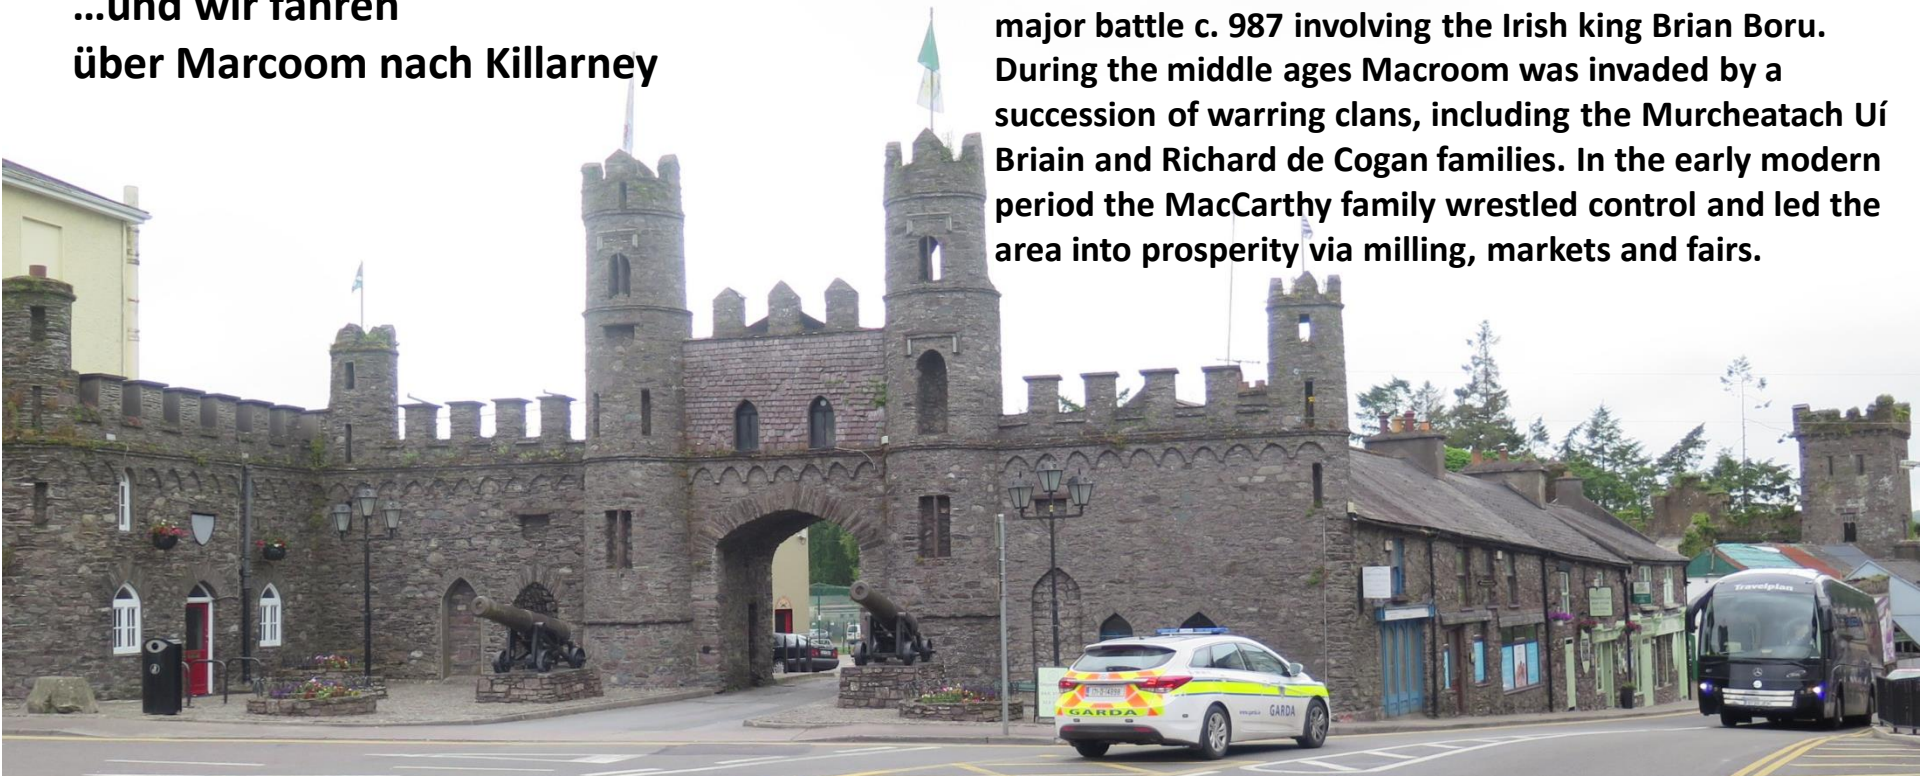 …und wir fahren
über Marcoom nach Killarney
major battle c. 987 involving the Irish king Brian Boru.
During the middle ages Macroom was invaded by a
succession of warring clans, including the Murcheatach Uí
Briain and Richard de Cogan families. In the early modern
period the MacCarthy family wrestled control and led the
area into prosperity via milling, markets and fairs.
Travelplan
GARDA
GARDA